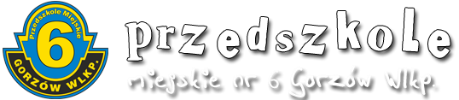 Przedszkole Miejskie
6
GORZÓW WLKP.
przedszkole
miejskie nr 6 Gorzów Wlkp.